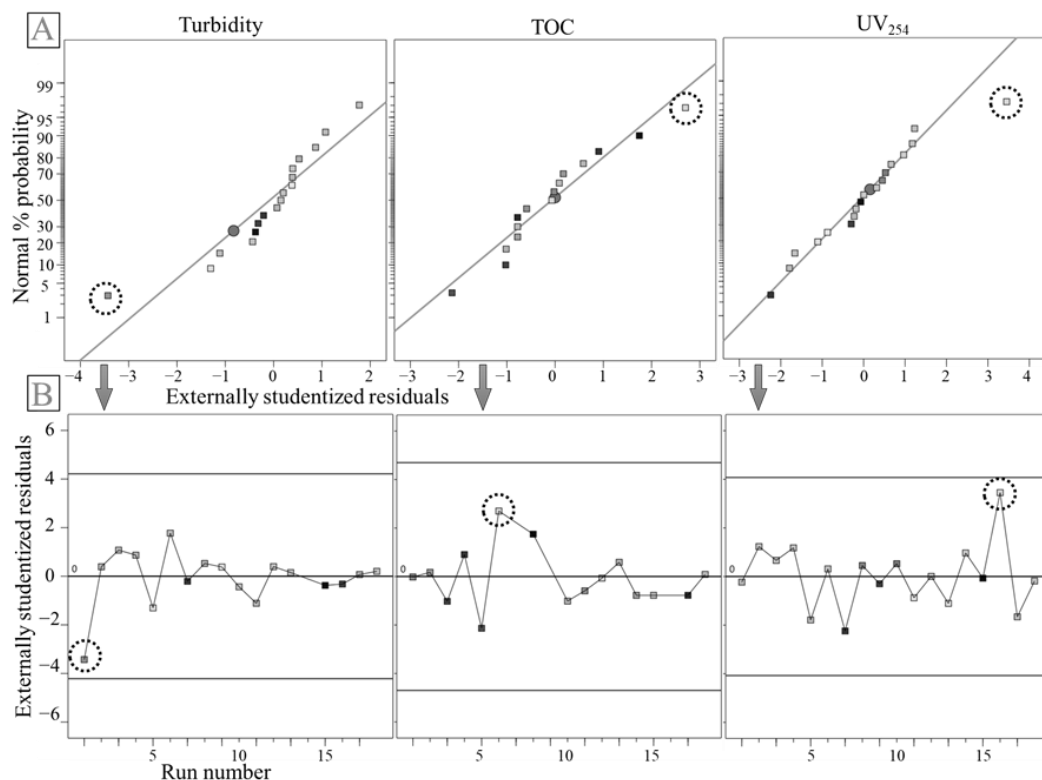 A
Turbidity
TOC
UV254
Normal % probability
99
95
90
80
70
50
30
20
10
5
1
−4 −3 −2 −1 0 1 2
−3 −2 −1 0 1 2 3
−3 −2 −1 0 1 2 3 4
Externally studentized residuals
B
Externally studentized residuals
6
4
2
0
−2
−4
−6
0
0
0
5 10 15
5 10 15
5 10 15
Run number